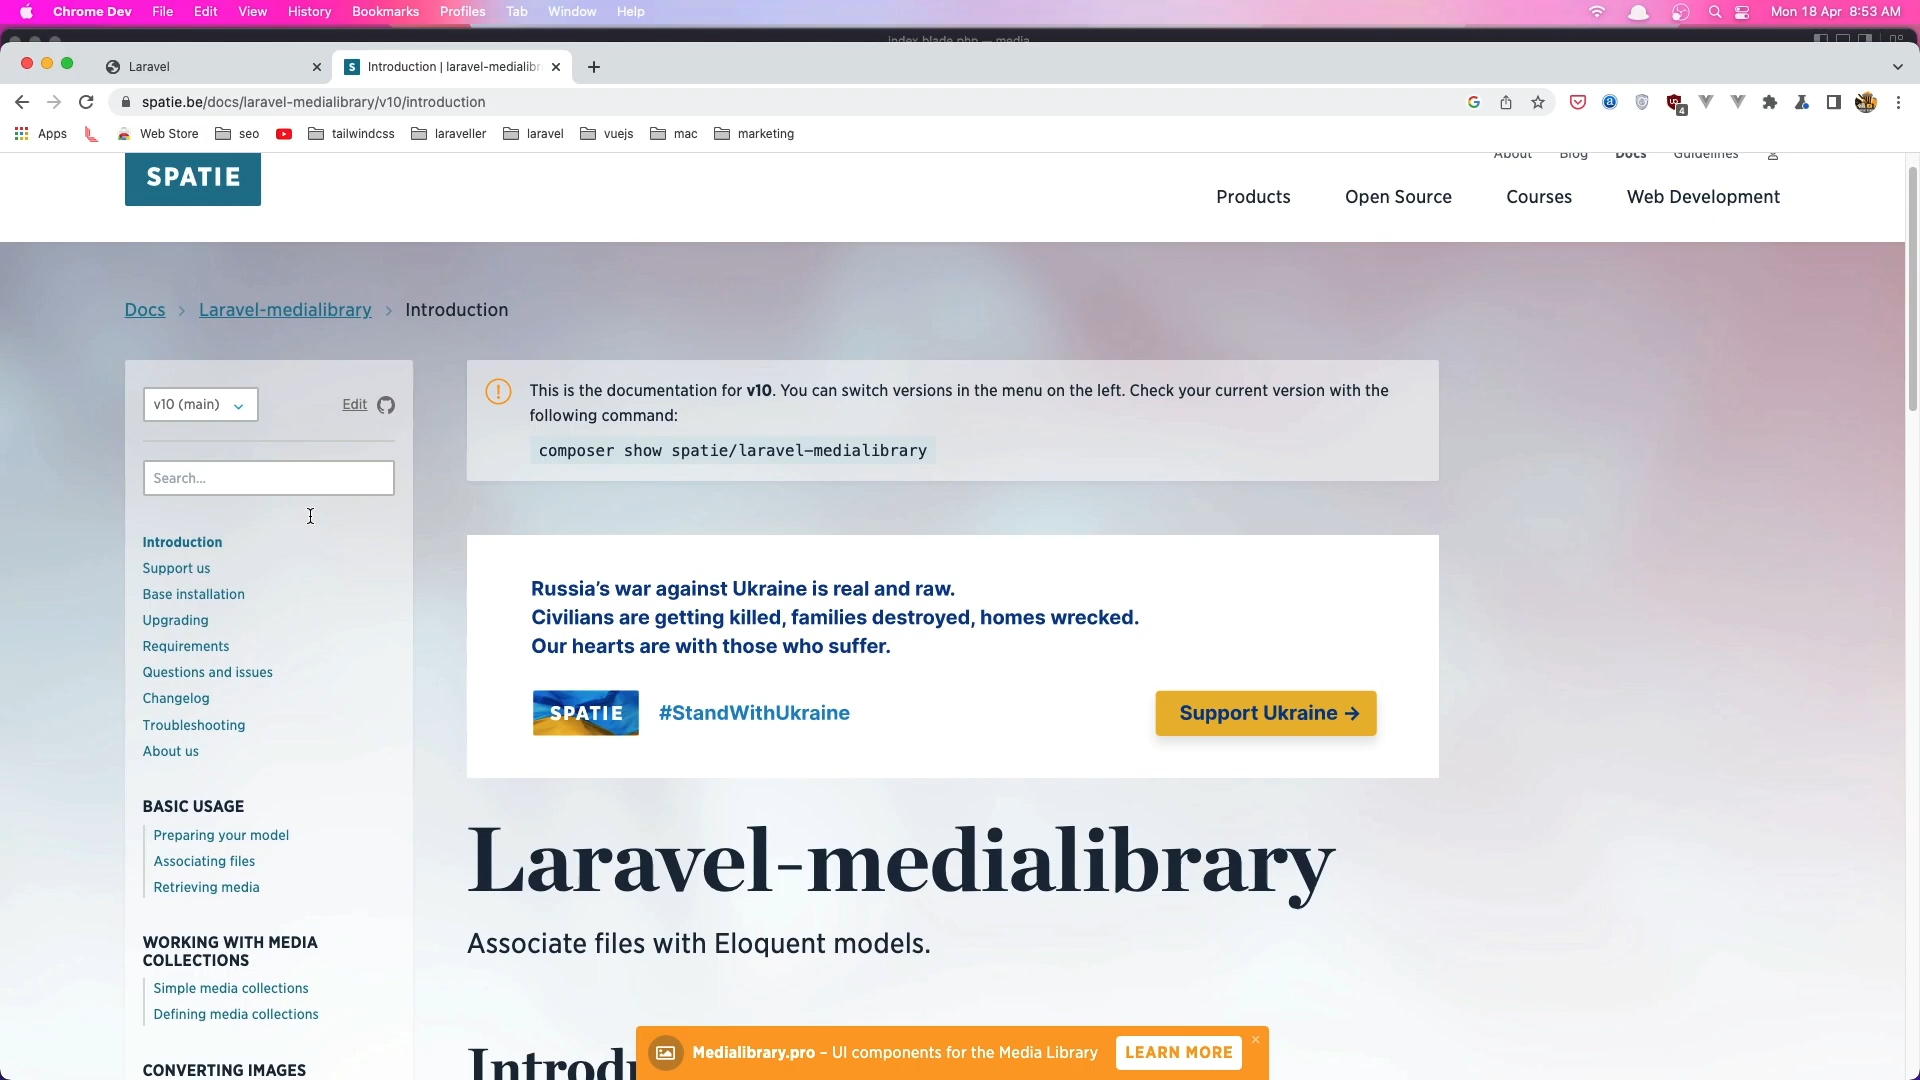 Chrome Dev File Edit View History Bookmarks Profiles Tab Window Help Mon 18 Apr 8:53 AM
index.blade.php — media
Laravel Introduction | laravel-medialibr
spatie.be/docs/laravel-medialibrary/v10/introduction
4
Apps Web Store seo tailwindcss laraveller laravel vuejs mac marketing
About Blog Docs Guidelines
SPATIE
Products Open Source Courses Web Development
Docs > Laravel-medialibrary > Introduction
v10 (main) Edit
Search...
Introduction
Support us
Base installation
Upgrading
Requirements
Questions and issues
Changelog
Troubleshooting
About us
BASIC USAGE
Preparing your model
Associating files
Retrieving media
WORKING WITH MEDIA
COLLECTIONS
Simple media collections
Defining media collections
CONVERTING IMAGES
This is the documentation for v10. You can switch versions in the menu on the left. Check your current version with the
following command:
composer show spatie/laravel-medialibrary
Russia's war against Ukraine is real and raw.
Civilians are getting killed, families destroyed, homes wrecked.
Our hearts are with those who suffer.
SPATIE #StandWithUkraine Support Ukraine →
Laravel-medialibrary
Associate files with Eloquent models.
Introd
Medialibrary.pro – UI components for the Media Library LEARN MORE ×